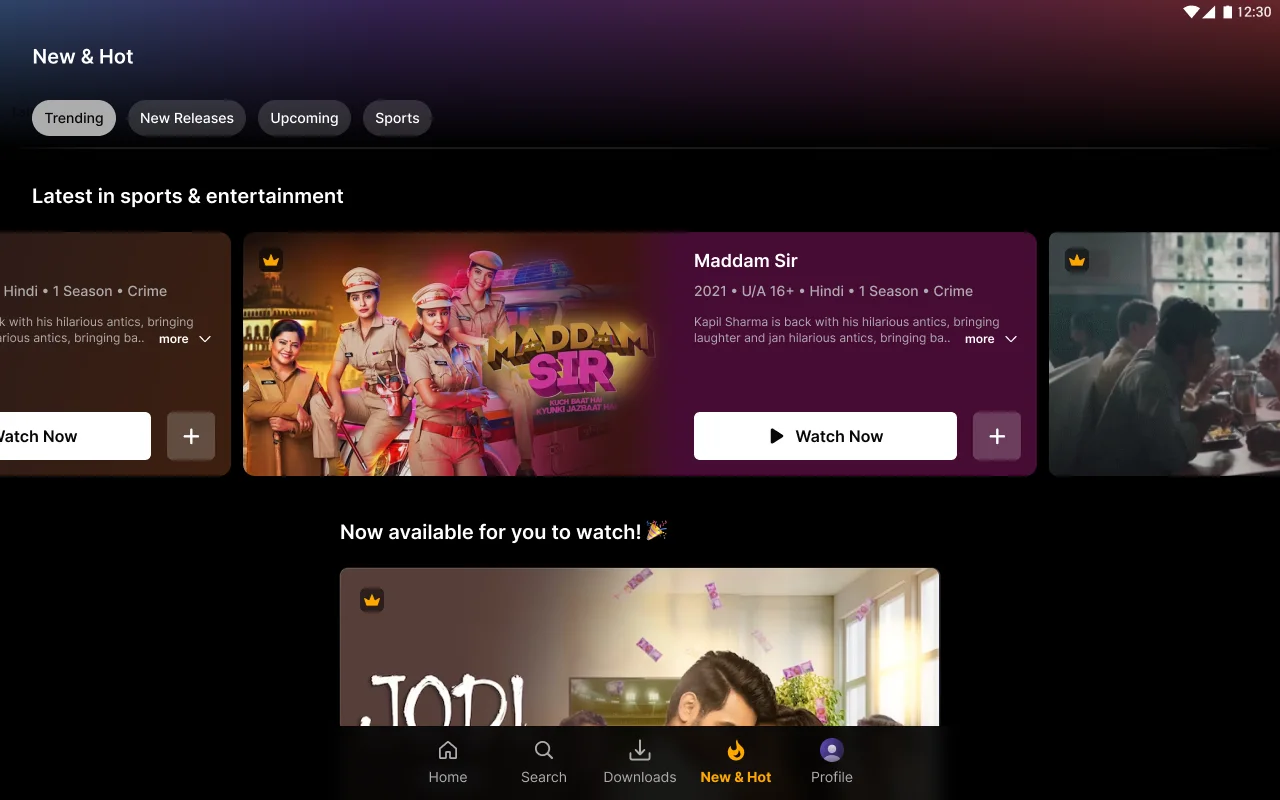 12:30
New & Hot
Trending
New Releases
Upcoming
Sports
Latest in sports & entertainment
Hindi • 1 Season • Crime
k with his hilarious antics, bringing
arious antics, bringing ba.. more
Watch Now
MADDAM
SIR
KUCH BAAT HAI
KYUNKI JAZBAAT HAI
Maddam Sir
2021 • U/A 16+ • Hindi • 1 Season • Crime
Kapil Sharma is back with his hilarious antics, bringing
laughter and jan hilarious antics, bringing ba.. more
Watch Now
Now available for you to watch! 🎉
JODI
Home
Search
Downloads
New & Hot
Profile